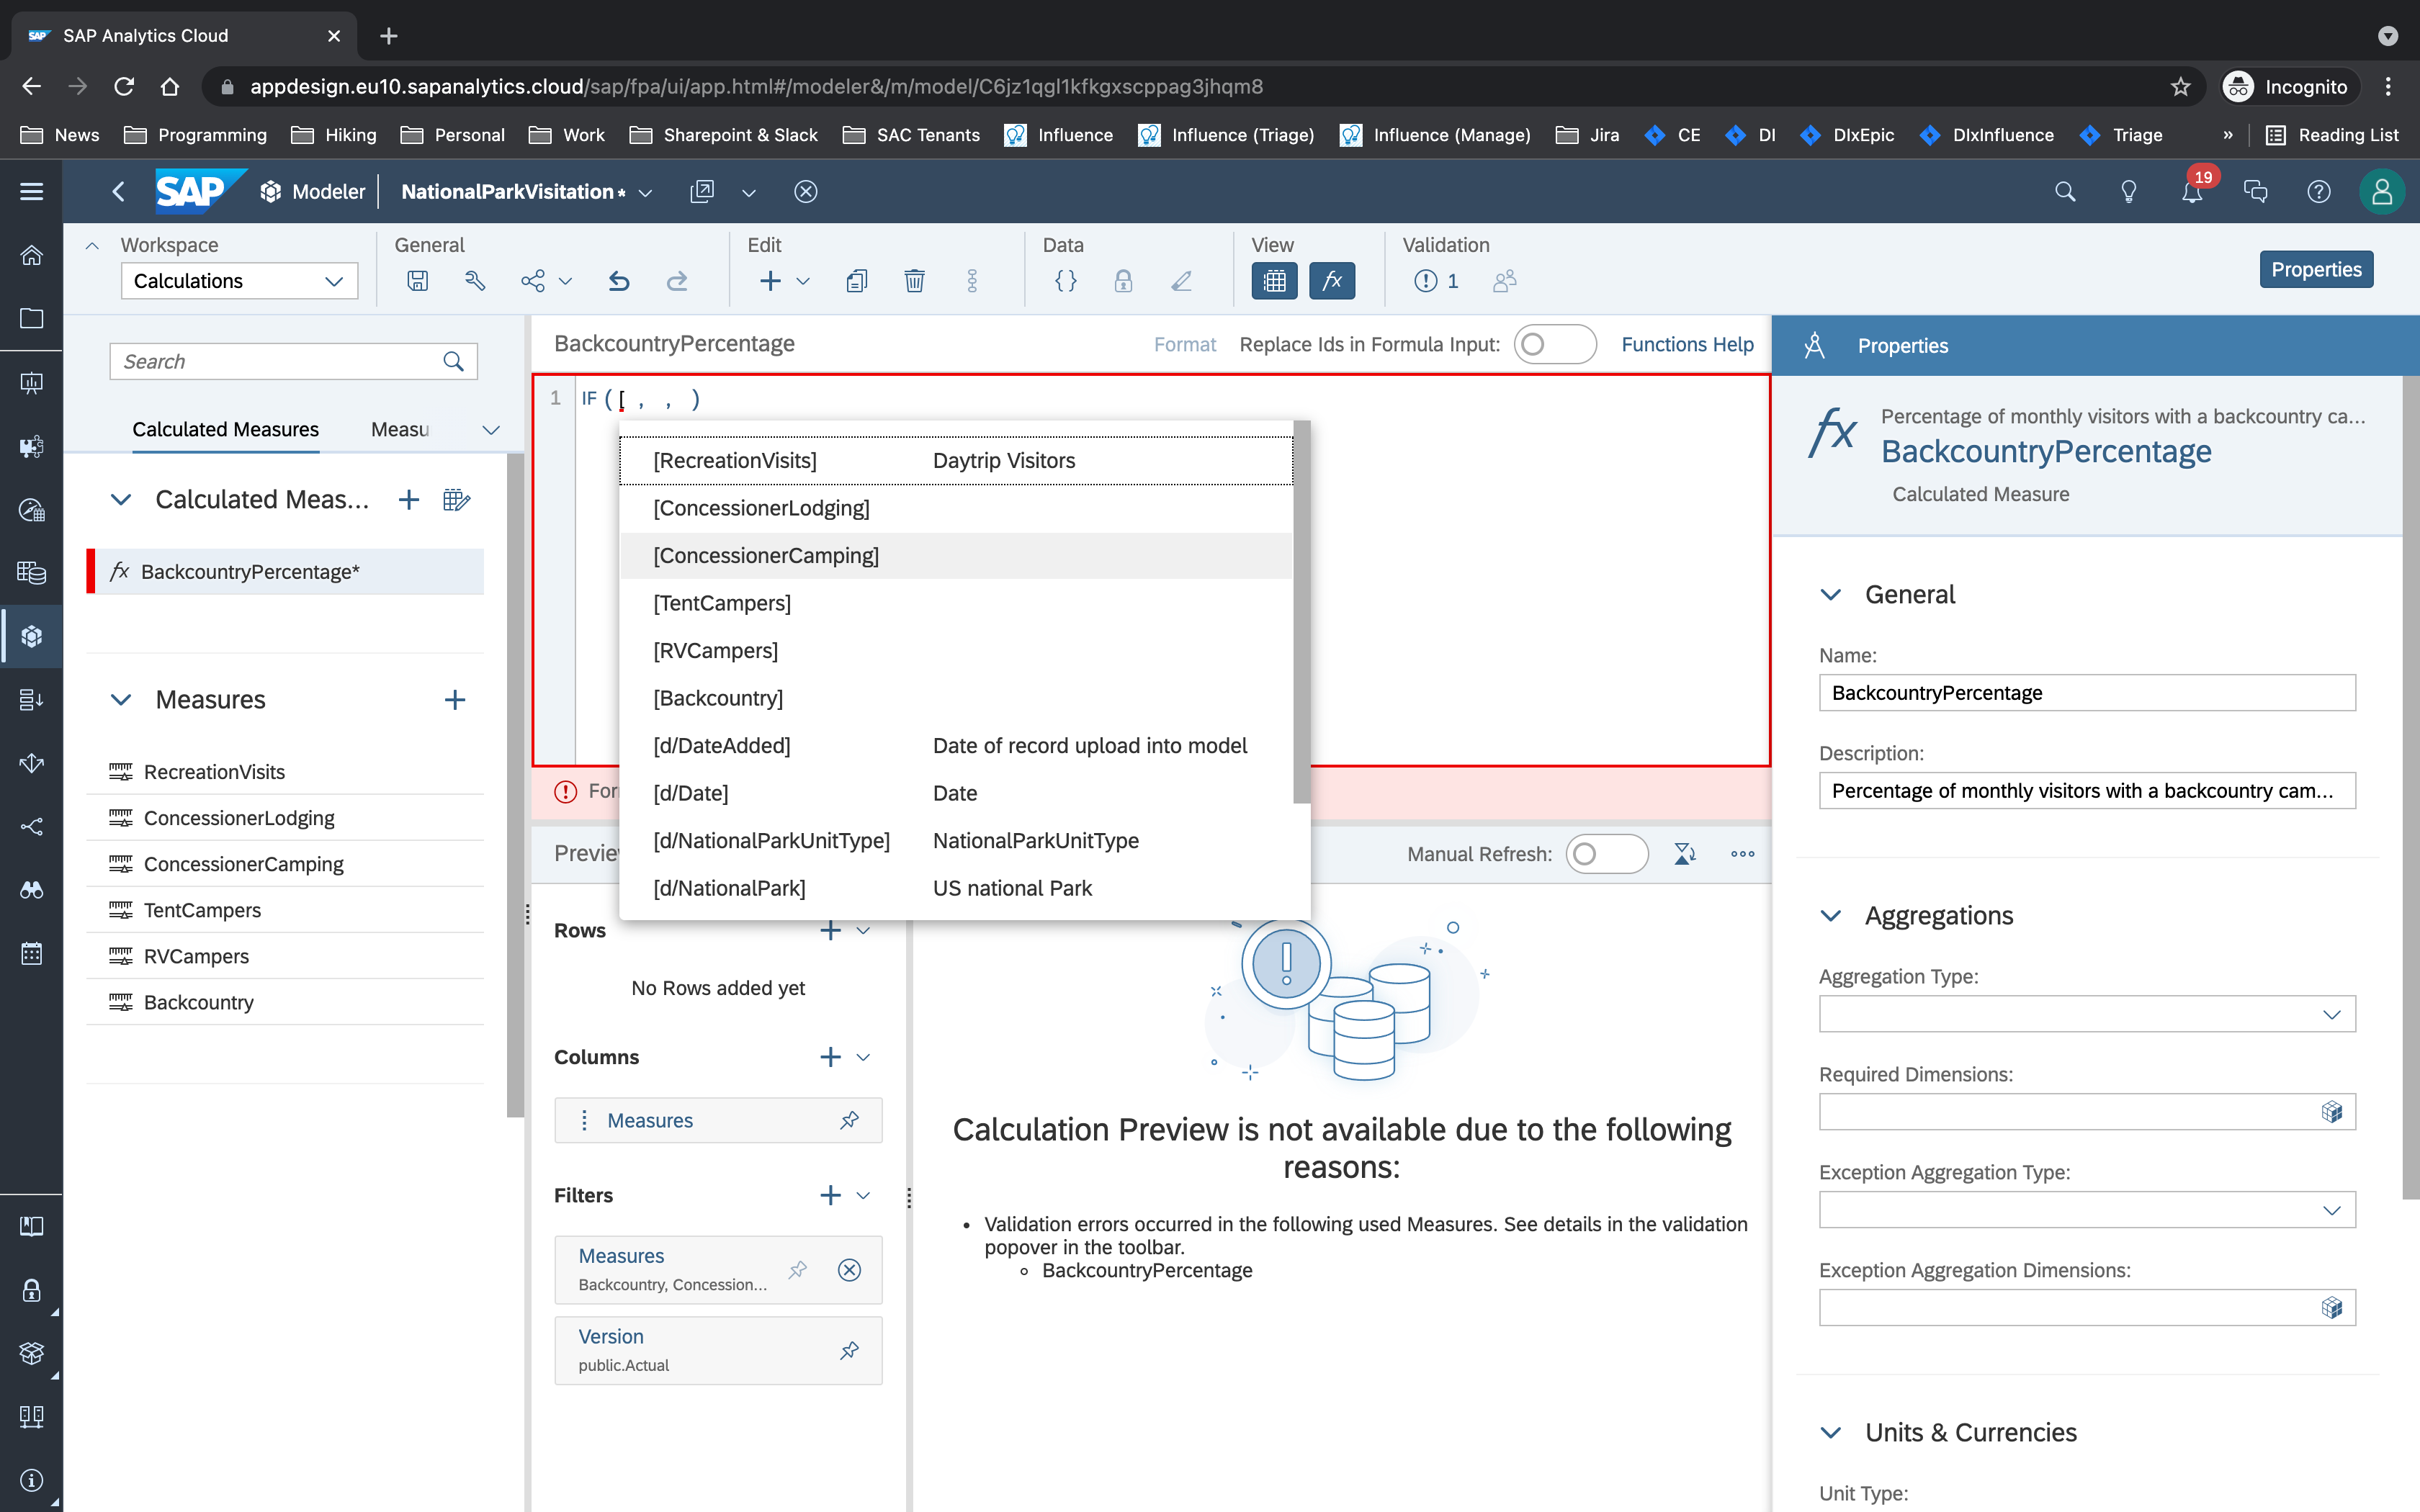 SAP Analytics Cloud
appdesign.eu10.sapanalytics.cloud/sap/fpa/ui/app.html#/modeler&/m/model/C6jz1qgl1kfkgxscppag3jhqm8
Incognito
News Programming Hiking Personal Work Sharepoint & Slack SAC Tenants Influence Influence (Triage) Influence (Manage) Jira CE DI DIxEpic DIxInfluence Triage » Reading List
SAP Modeler NationalParkVisitation * 19
Workspace General Edit Data View Validation
Calculations 1 Properties
Search
Calculated Measures Measu
Calculated Meas...
fx BackcountryPercentage*
Measures
RecreationVisits
ConcessionerLodging
ConcessionerCamping
TentCampers
RVCampers
Backcountry
BackcountryPercentage Format Replace Ids in Formula Input: Functions Help
1 IF ( [ , , )
[RecreationVisits] Daytrip Visitors
[ConcessionerLodging]
[ConcessionerCamping]
[TentCampers]
[RVCampers]
[Backcountry]
[d/DateAdded] Date of record upload into model
[d/Date] Date
[d/NationalParkUnitType] NationalParkUnitType
[d/NationalPark] US national Park
Manual Refresh:
Rows
No Rows added yet
Columns
Measures
Filters
Measures
Backcountry, Concession...
Version
public.Actual
Calculation Preview is not available due to the following
reasons:
• Validation errors occurred in the following used Measures. See details in the validation
popover in the toolbar.
BackcountryPercentage
Properties
fx
Percentage of monthly visitors with a backcountry ca...
BackcountryPercentage
Calculated Measure
General
Name:
BackcountryPercentage
Description:
Percentage of monthly visitors with a backcountry cam...
Aggregations
Aggregation Type:
Required Dimensions:
Exception Aggregation Type:
Exception Aggregation Dimensions:
Units & Currencies
Unit Type: